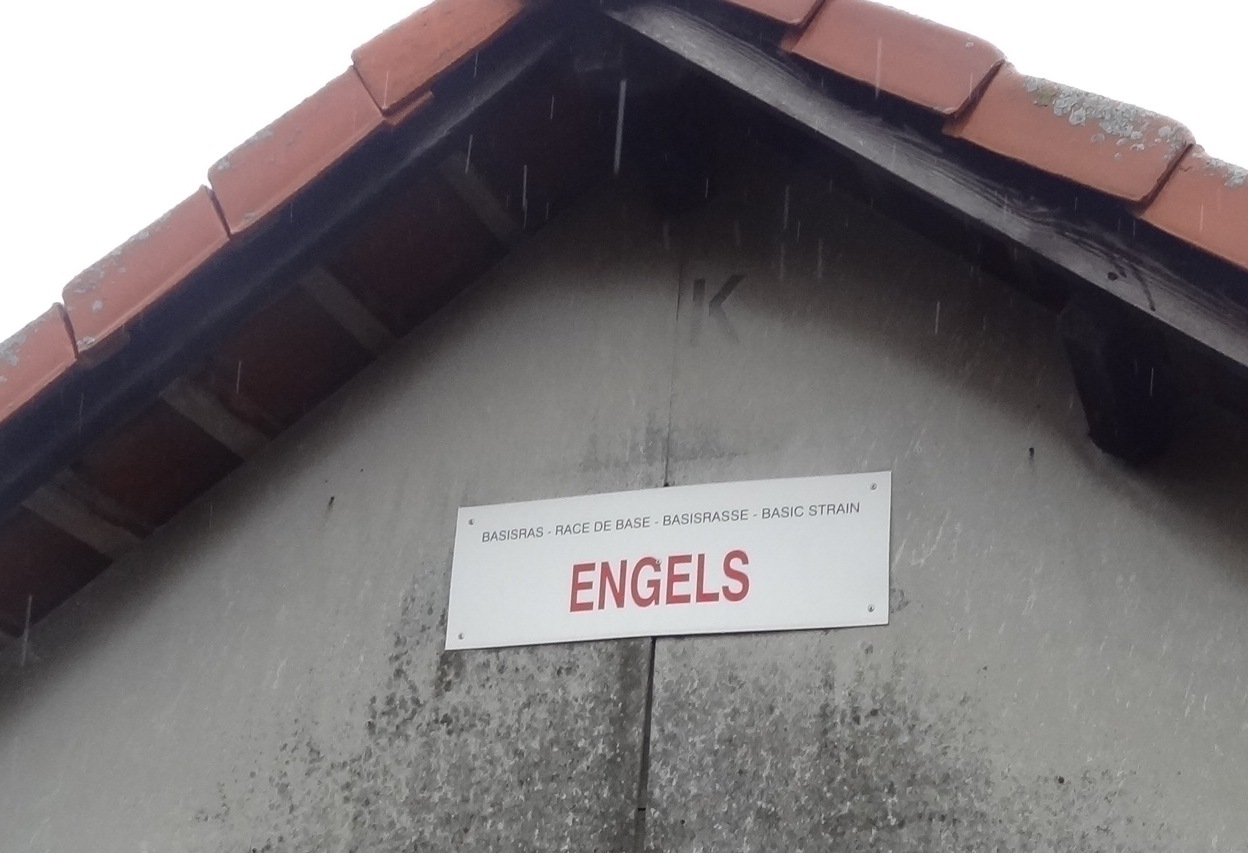 K
BASISRAS - RACE DE BASE - BASISRASSE - BASIC STRAIN
ENGELS